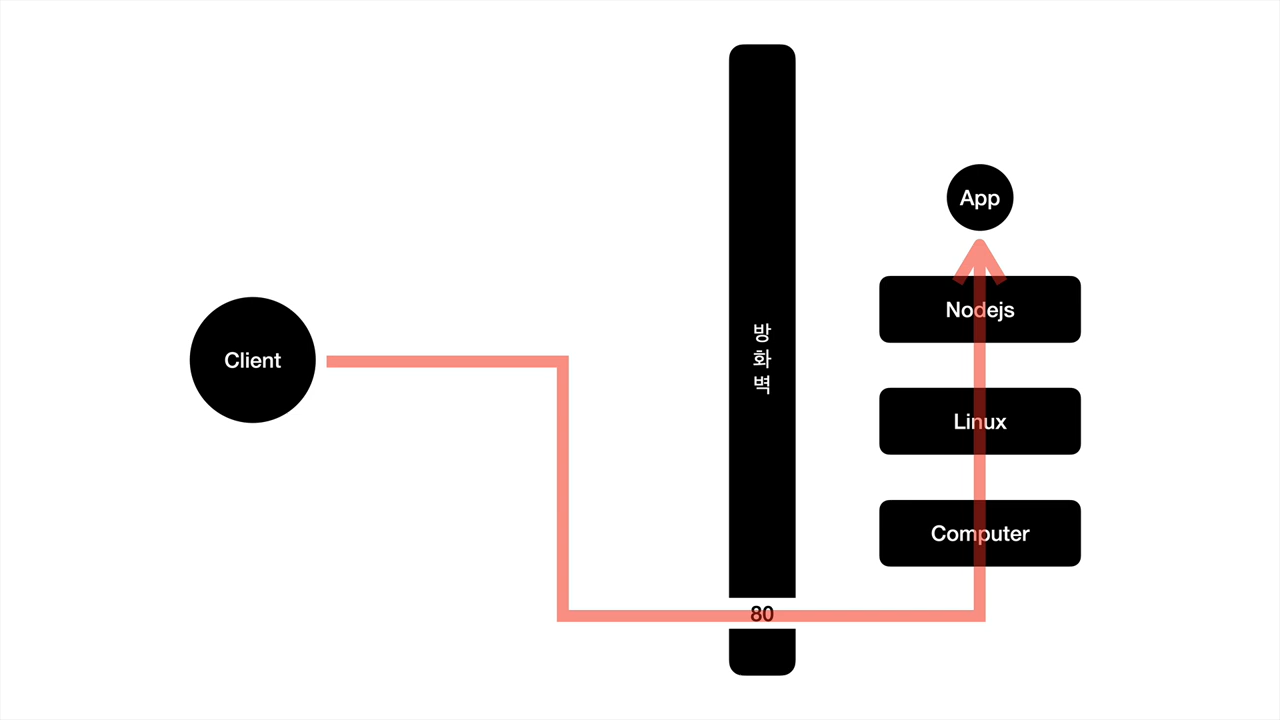 App
Nodejs
Client
방
화
벽
Linux
Computer
80